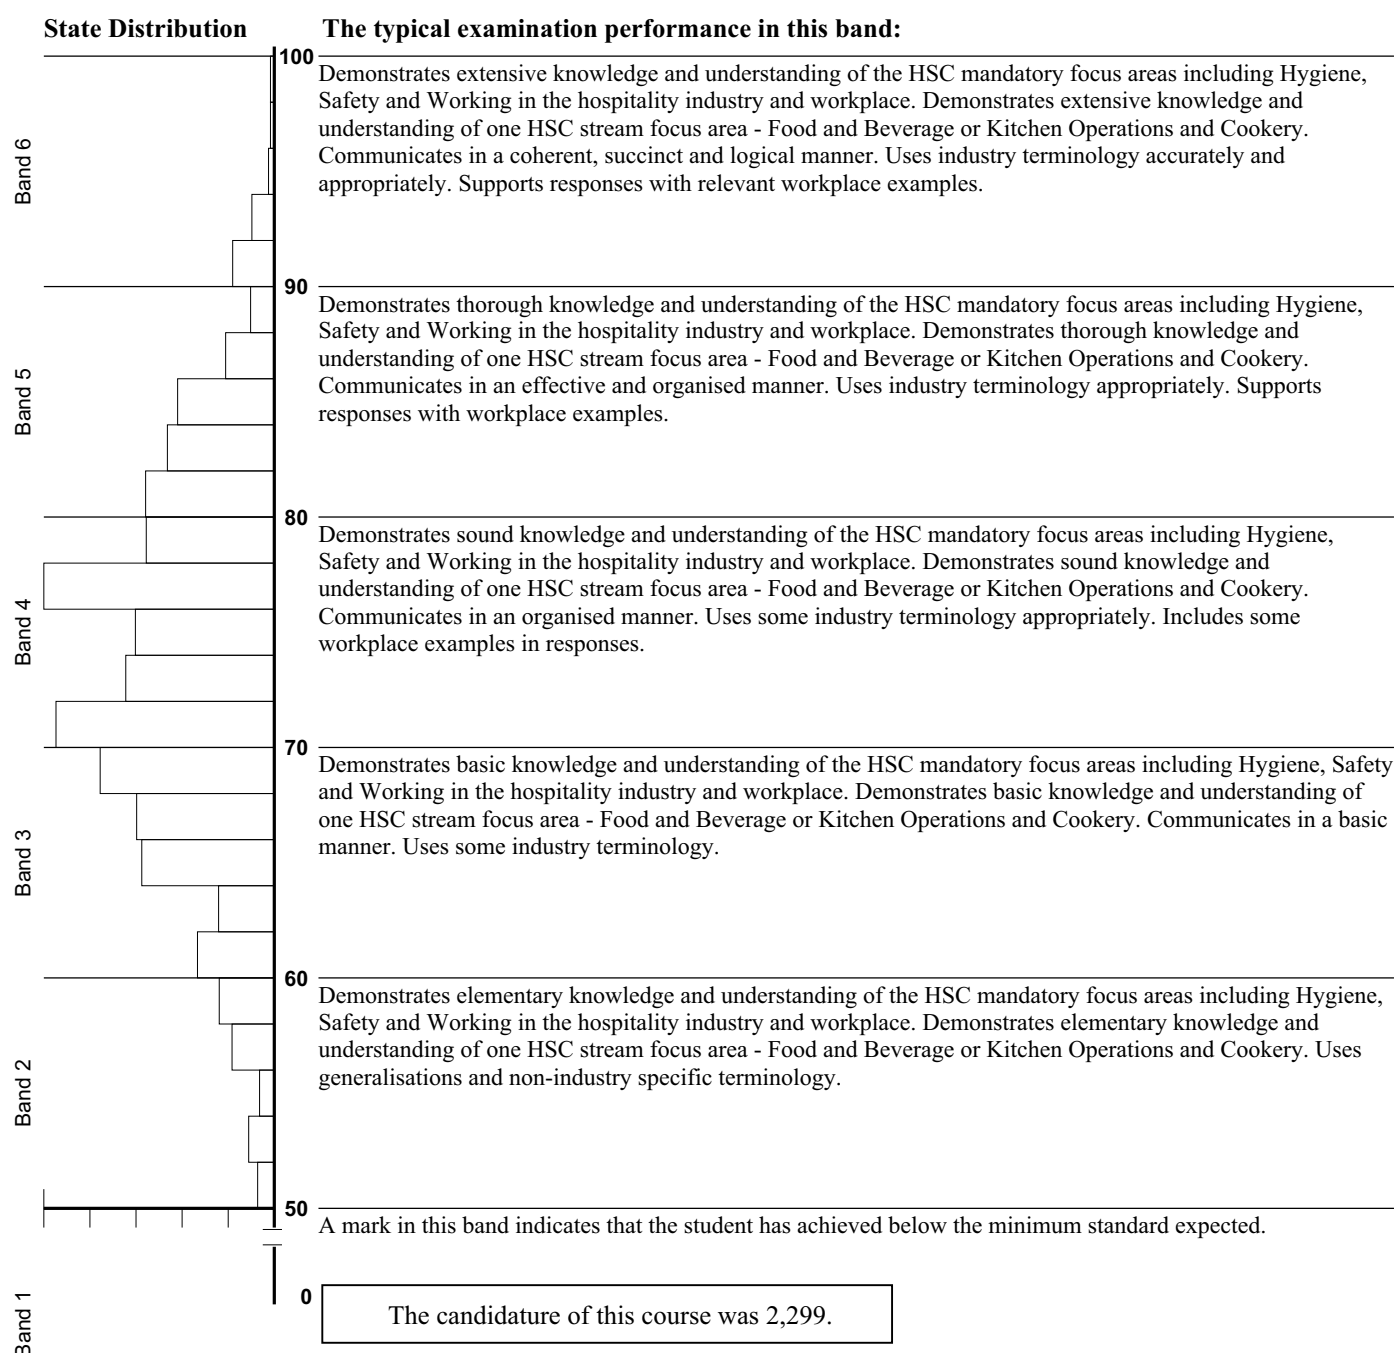 State Distribution
The typical examination performance in this band:
100
Band 6
Demonstrates extensive knowledge and understanding of the HSC mandatory focus areas including Hygiene,
Safety and Working in the hospitality industry and workplace. Demonstrates extensive knowledge and
understanding of one HSC stream focus area - Food and Beverage or Kitchen Operations and Cookery.
Communicates in a coherent, succinct and logical manner. Uses industry terminology accurately and
appropriately. Supports responses with relevant workplace examples.
90
Band 5
Demonstrates thorough knowledge and understanding of the HSC mandatory focus areas including Hygiene,
Safety and Working in the hospitality industry and workplace. Demonstrates thorough knowledge and
understanding of one HSC stream focus area - Food and Beverage or Kitchen Operations and Cookery.
Communicates in an effective and organised manner. Uses industry terminology appropriately. Supports
responses with workplace examples.
80
Band 4
Demonstrates sound knowledge and understanding of the HSC mandatory focus areas including Hygiene,
Safety and Working in the hospitality industry and workplace. Demonstrates sound knowledge and
understanding of one HSC stream focus area - Food and Beverage or Kitchen Operations and Cookery.
Communicates in an organised manner. Uses some industry terminology appropriately. Includes some
workplace examples in responses.
70
Band 3
Demonstrates basic knowledge and understanding of the HSC mandatory focus areas including Hygiene, Safety
and Working in the hospitality industry and workplace. Demonstrates basic knowledge and understanding of
one HSC stream focus area - Food and Beverage or Kitchen Operations and Cookery. Communicates in a basic
manner. Uses some industry terminology.
60
Band 2
Demonstrates elementary knowledge and understanding of the HSC mandatory focus areas including Hygiene,
Safety and Working in the hospitality industry and workplace. Demonstrates elementary knowledge and
understanding of one HSC stream focus area - Food and Beverage or Kitchen Operations and Cookery. Uses
generalisations and non-industry specific terminology.
50
A mark in this band indicates that the student has achieved below the minimum standard expected.
Band 1
0
The candidature of this course was 2,299.